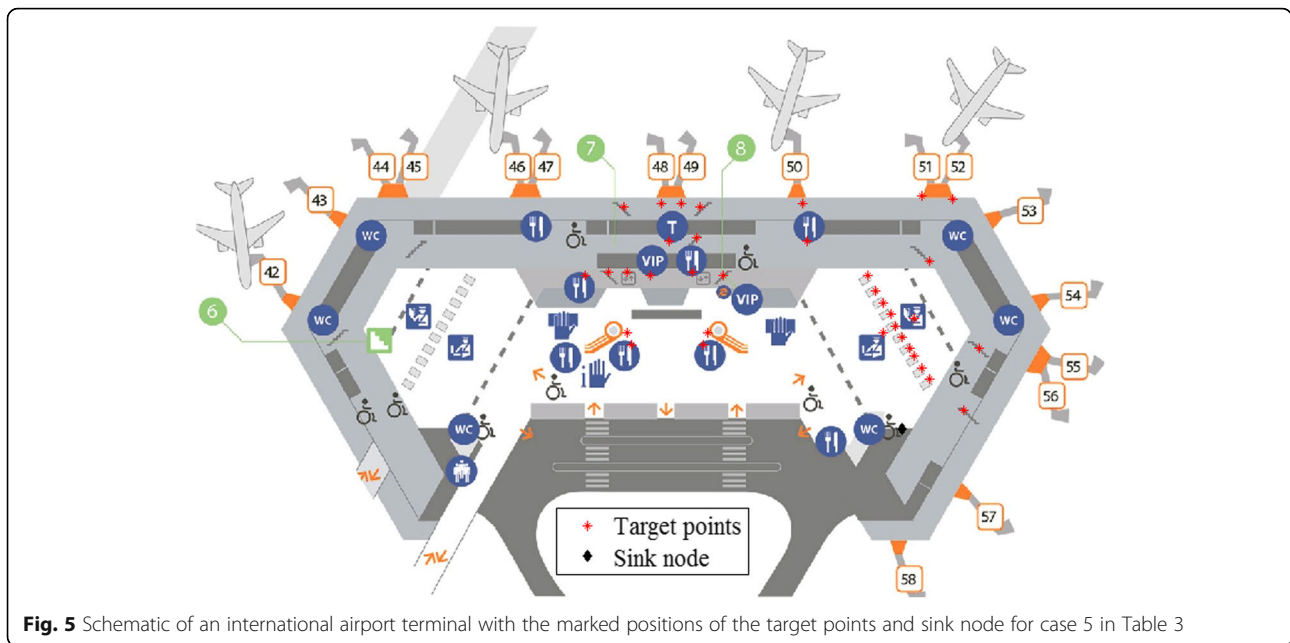 44 45 46 47 48 49 50 51 52
7 8
43 53
WC T WC
VIP
42 54
6 WC VIP WC
55
i
56
WC WC
57
Target points
Sink node
58
Fig. 5 Schematic of an international airport terminal with the marked positions of the target points and sink node for case 5 in Table 3